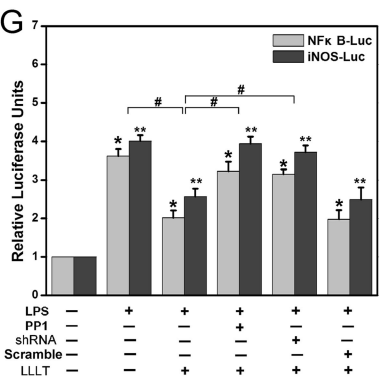 G
NFκ B-Luc
iNOS-Luc
Relative Luciferase Units
7
6
5
4
3
2
1
0
#
# #
* ** * ** * ** * ** * **
LPS — + + + + +
PP1 — — — + — —
shRNA — — — — + —
Scramble — — — — — +
LLLT — — + + + +